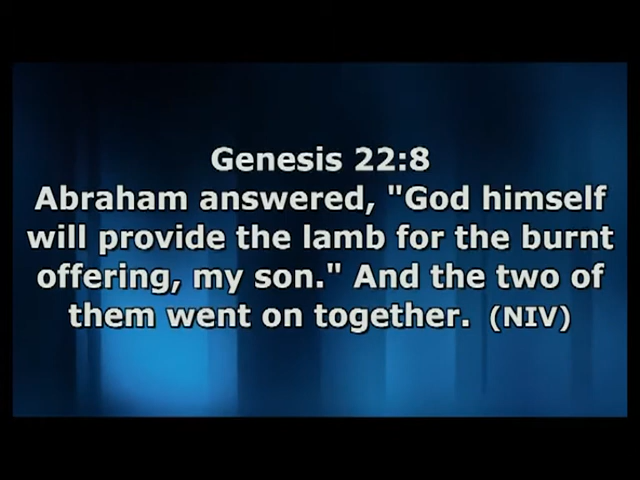 Genesis 22:8
Abraham answered, "God himself
will provide the lamb for the burnt
offering, my son." And the two of
them went on together. (NIV)